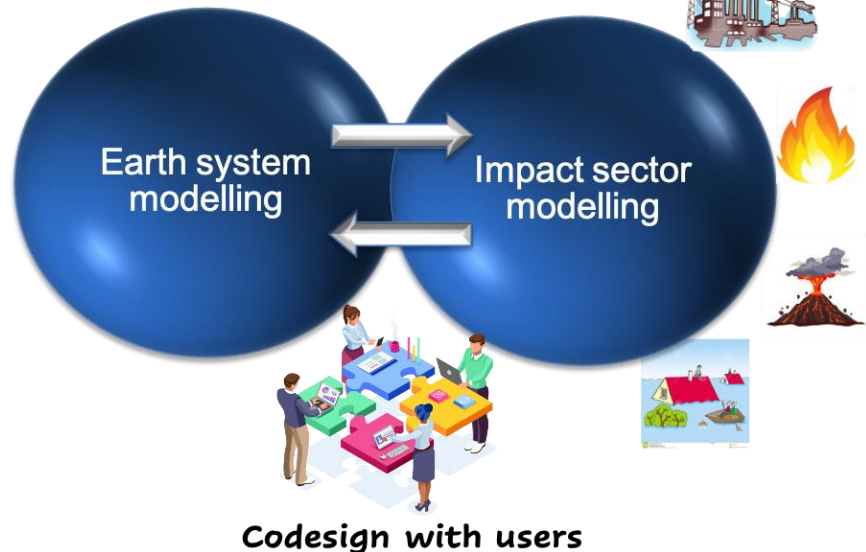 Earth system
modelling
Impact sector
modelling
Codesign with users